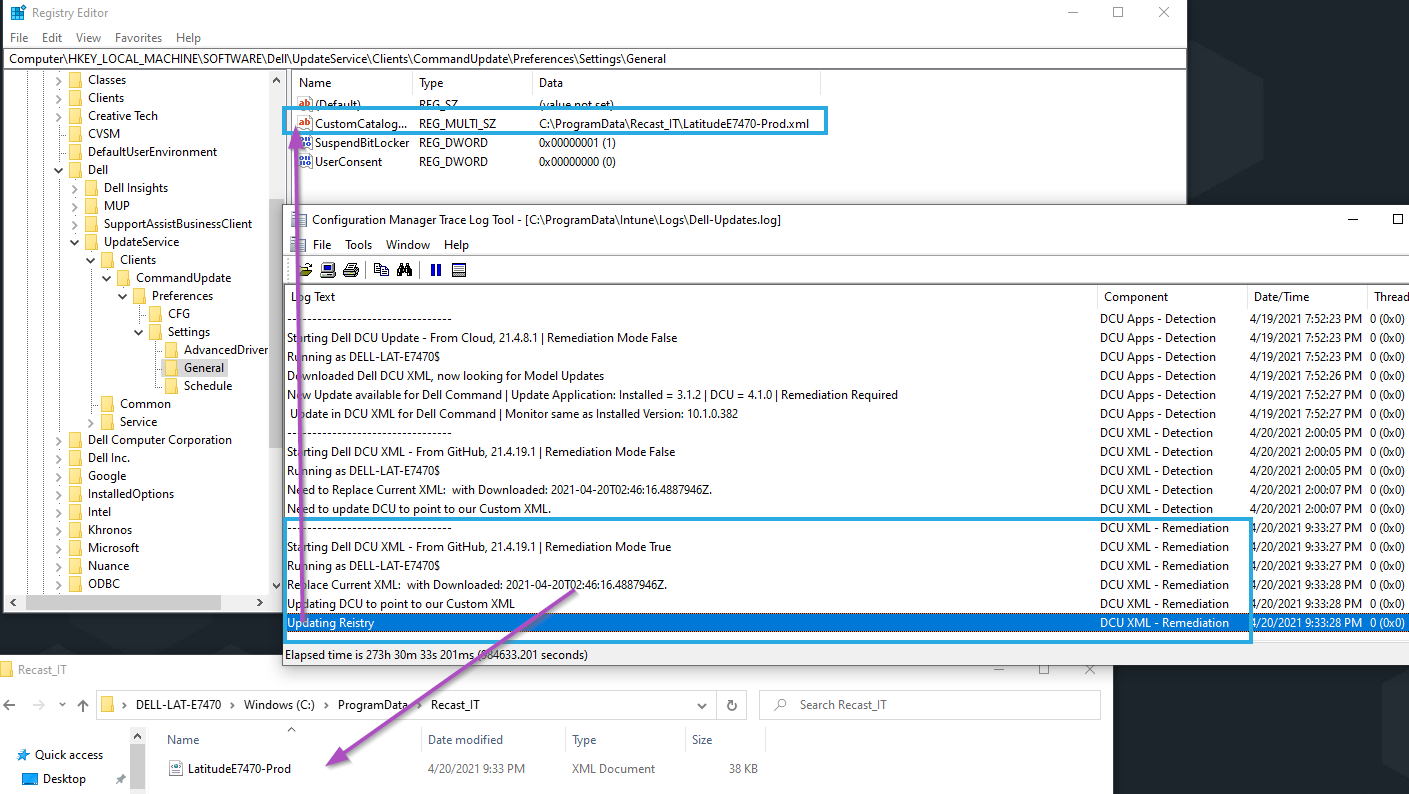 Registry Editor
File Edit View Favorites Help
Computer\HKEY_LOCAL_MACHINE\SOFTWARE\Dell\UpdateService\Clients\CommandUpdate\Preferences\Settings\General
Classes
Clients
Creative Tech
CVSM
DefaultUserEnvironment
Dell
Dell Insights
MUP
SupportAssistBusinessClient
UpdateService
Clients
CommandUpdate
Preferences
CFG
Settings
AdvancedDriver
General
Schedule
Common
Service
Dell Computer Corporation
Dell Inc.
Google
InstalledOptions
Intel
Khronos
Microsoft
Nuance
ODBC
Name Type Data
(Default) REG_SZ (value not set)
CustomCatalog... REG_MULTI_SZ C:\ProgramData\Recast_IT\LatitudeE7470-Prod.xml
SuspendBitLocker REG_DWORD 0x00000001 (1)
UserConsent REG_DWORD 0x00000000 (0)
Configuration Manager Trace Log Tool - [C:\ProgramData\Intune\Logs\Dell-Updates.log]
File Tools Window Help
Log Text Component Date/Time Thread
-------------------------------- DCU Apps - Detection 4/19/2021 7:52:23 PM 0 (0x0)
Starting Dell DCU Update - From Cloud, 21.4.8.1 | Remediation Mode False DCU Apps - Detection 4/19/2021 7:52:23 PM 0 (0x0)
Running as DELL-LAT-E7470$ DCU Apps - Detection 4/19/2021 7:52:23 PM 0 (0x0)
Downloaded Dell DCU XML, now looking for Model Updates DCU Apps - Detection 4/19/2021 7:52:26 PM 0 (0x0)
New Update available for Dell Command | Update Application: Installed = 3.1.2 | DCU = 4.1.0 | Remediation Required DCU Apps - Detection 4/19/2021 7:52:27 PM 0 (0x0)
Update in DCU XML for Dell Command | Monitor same as Installed Version: 10.1.0.382 DCU Apps - Detection 4/19/2021 7:52:27 PM 0 (0x0)
-------------------------------- DCU XML - Detection 4/20/2021 2:00:05 PM 0 (0x0)
Starting Dell DCU XML - From GitHub, 21.4.19.1 | Remediation Mode False DCU XML - Detection 4/20/2021 2:00:05 PM 0 (0x0)
Running as DELL-LAT-E7470$ DCU XML - Detection 4/20/2021 2:00:05 PM 0 (0x0)
Need to Replace Current XML:  with Downloaded: 2021-04-20T02:46:16.4887946Z. DCU XML - Detection 4/20/2021 2:00:07 PM 0 (0x0)
Need to update DCU to point to our Custom XML. DCU XML - Detection 4/20/2021 2:00:07 PM 0 (0x0)
-------------------------------- DCU XML - Remediation 4/20/2021 9:33:27 PM 0 (0x0)
Starting Dell DCU XML - From GitHub, 21.4.19.1 | Remediation Mode True DCU XML - Remediation 4/20/2021 9:33:27 PM 0 (0x0)
Running as DELL-LAT-E7470$ DCU XML - Remediation 4/20/2021 9:33:27 PM 0 (0x0)
Replace Current XML:  with Downloaded: 2021-04-20T02:46:16.4887946Z. DCU XML - Remediation 4/20/2021 9:33:28 PM 0 (0x0)
Updating DCU to point to our Custom XML DCU XML - Remediation 4/20/2021 9:33:28 PM 0 (0x0)
Updating Reistry DCU XML - Remediation 4/20/2021 9:33:28 PM 0 (0x0)
Elapsed time is 273h 30m 33s 201ms (984633.201 seconds)
Recast_IT
DELL-LAT-E7470 > Windows (C:) > ProgramData > Recast_IT Search Recast_IT
Quick access
Desktop
Name Date modified Type Size
LatitudeE7470-Prod 4/20/2021 9:33 PM XML Document 38 KB